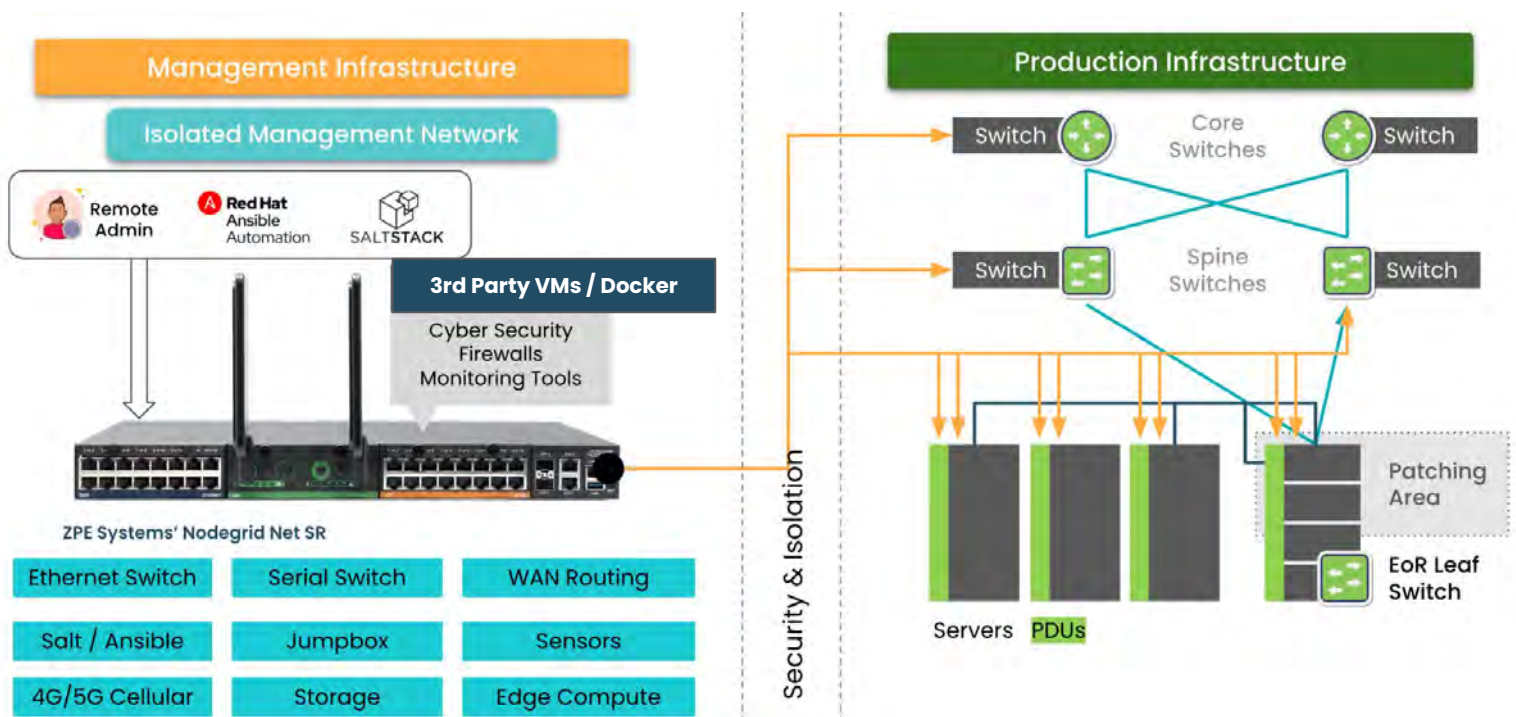 Management Infrastructure
Isolated Management Network
Remote
Admin
Red Hat
Ansible
Automation
SALTSTACK
3rd Party VMs / Docker
Cyber Security
Firewalls
Monitoring Tools
ZPE Systems' Nodegrid Net SR
Ethernet Switch
Serial Switch
WAN Routing
Salt / Ansible
Jumpbox
Sensors
4G/5G Cellular
Storage
Edge Compute
Security & Isolation
Production Infrastructure
Switch
Core
Switches
Switch
Switch
Spine
Switches
Switch
Patching
Area
EoR Leaf
Switch
Servers
PDUs